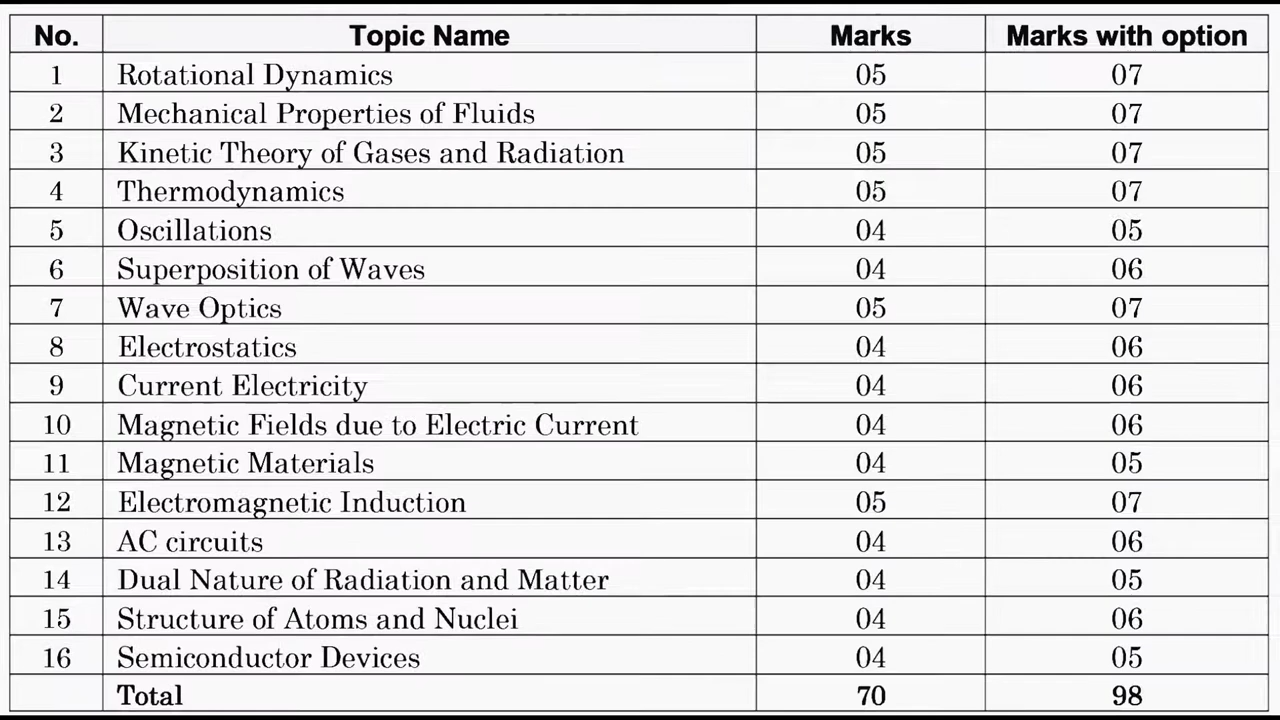 No. Topic Name Marks Marks with option
1 Rotational Dynamics 05 07
2 Mechanical Properties of Fluids 05 07
3 Kinetic Theory of Gases and Radiation 05 07
4 Thermodynamics 05 07
5 Oscillations 04 05
6 Superposition of Waves 04 06
7 Wave Optics 05 07
8 Electrostatics 04 06
9 Current Electricity 04 06
10 Magnetic Fields due to Electric Current 04 06
11 Magnetic Materials 04 05
12 Electromagnetic Induction 05 07
13 AC circuits 04 06
14 Dual Nature of Radiation and Matter 04 05
15 Structure of Atoms and Nuclei 04 06
16 Semiconductor Devices 04 05
Total 70 98